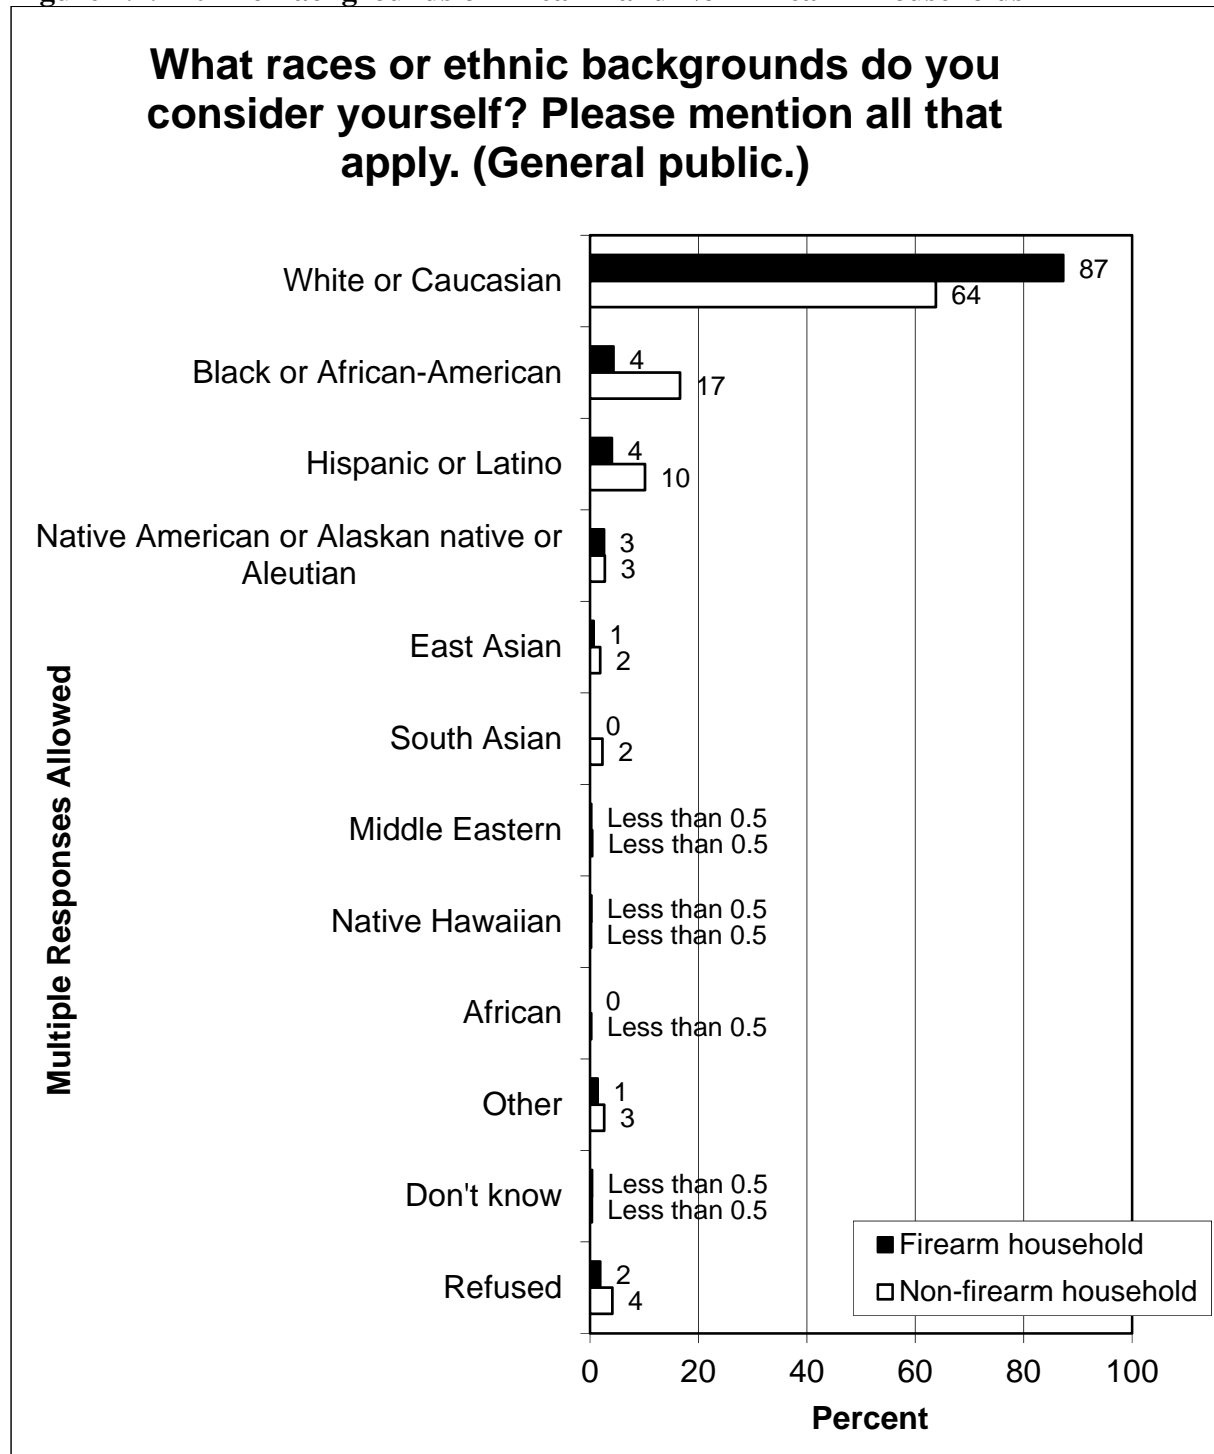 What races or ethnic backgrounds do you
consider yourself? Please mention all that
apply. (General public.)
White or Caucasian
87
64
Black or African-American
4
17
Hispanic or Latino
4
10
Native American or Alaskan native or
Aleutian
3
3
East Asian
1
2
South Asian
0
2
Middle Eastern
Less than 0.5
Less than 0.5
Native Hawaiian
Less than 0.5
Less than 0.5
African
0
Less than 0.5
Other
1
3
Don't know
Less than 0.5
Less than 0.5
Refused
2
4
Multiple Responses Allowed
Firearm household
Non-firearm household
0 20 40 60 80 100
Percent